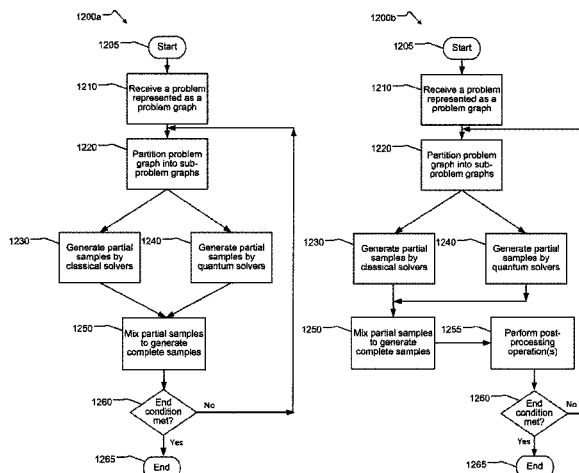 1200a
1205
Start
1210
Receive a problem
represented as a
problem graph
1220
Partition problem
graph into sub-
problem graphs
1230
Generate partial
samples by
classical solvers
1240
Generate partial
samples by
quantum solvers
1250
Mix partial samples
to generate
complete samples
1260
End
condition
met?
No
Yes
1265
End
1200b
1205
Start
1210
Receive a problem
represented as a
problem graph
1220
Partition problem
graph into sub-
problem graphs
1230
Generate partial
samples by
classical solvers
1240
Generate partial
samples by
quantum solvers
1250
Mix partial samples
to generate
complete samples
1255
Perform post-
processing
operation(s)
1260
End
condition
met?
No
Yes
1265
End